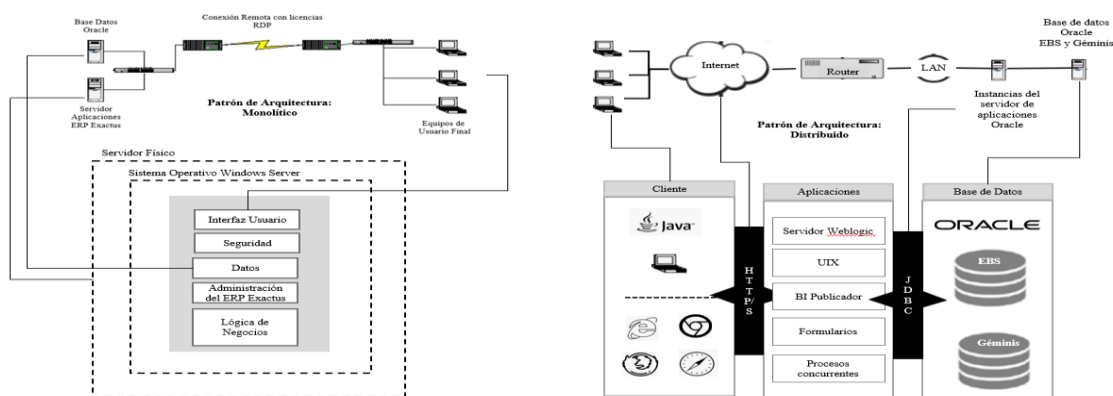 Base Datos
Oracle
Conexión Remota con licencias
RDP
Servidor
Aplicaciones
ERP Exactus
Patrón de Arquitectura:
Monolítico
Equipos de
Usuario Final
Servidor Físico
Sistema Operativo Windows Server
Interfaz Usuario
Seguridad
Datos
Administración
del ERP Exactus
Lógica de
Negocios
Internet
Router
LAN
Base de datos
Oracle
EBS y Géminis
Patrón de Arquitectura:
Distribuido
Instancias del
servidor de
aplicaciones
Oracle
Cliente
Java
HTTP/S
Aplicaciones
Servidor Weblogic
UIX
BI Publicador
Formularios
Procesos
concurrentes
JDBC
Base de Datos
ORACLE
EBS
Géminis